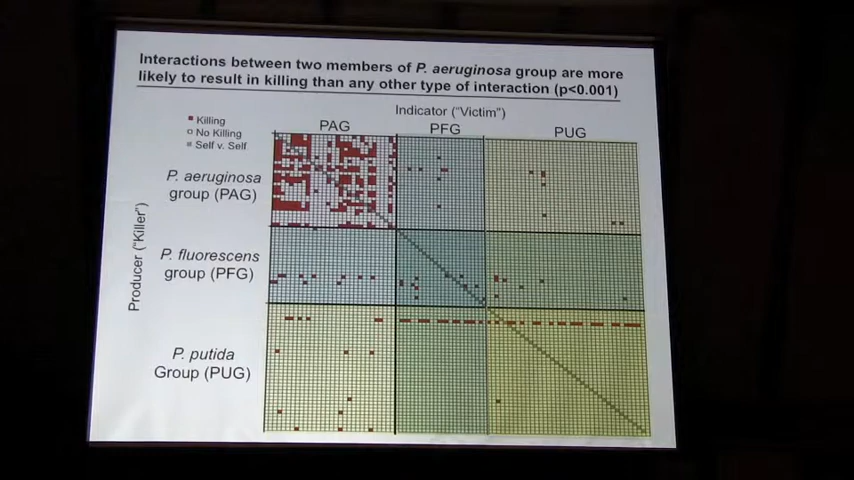 Interactions between two members of P. aeruginosa group are more
likely to result in killing than any other type of interaction (p<0.001)
Indicator ("Victim")
Killing
No Killing
Self v. Self
PAG
PFG
PUG
Producer ("Killer")
P. aeruginosa
group (PAG)
P. fluorescens
group (PFG)
P. putida
Group (PUG)